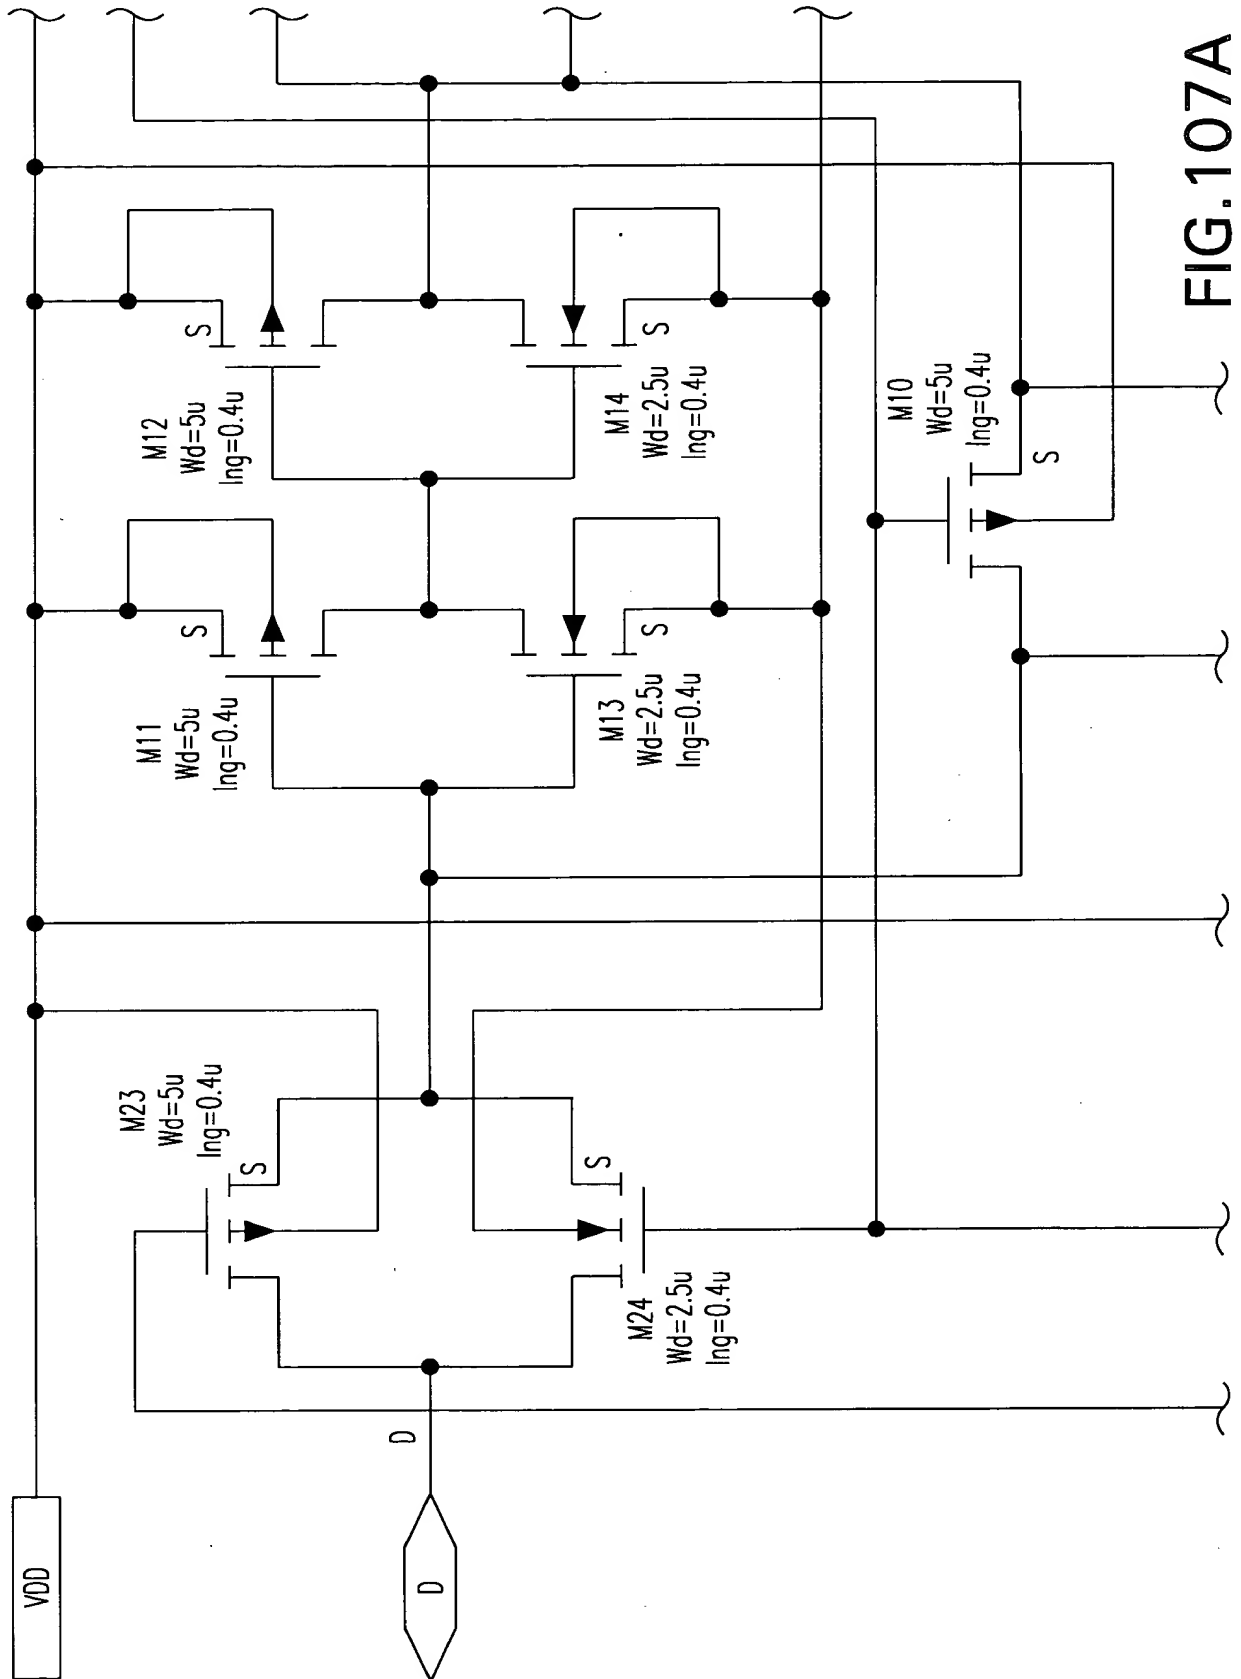 VDD
D
D
M23
Wd=5u
lng=0.4u
S
M24
Wd=2.5u
lng=0.4u
S
M11
Wd=5u
lng=0.4u
S
M13
Wd=2.5u
lng=0.4u
S
M12
Wd=5u
lng=0.4u
S
M14
Wd=2.5u
lng=0.4u
S
M10
Wd=5u
lng=0.4u
S
FIG.107A